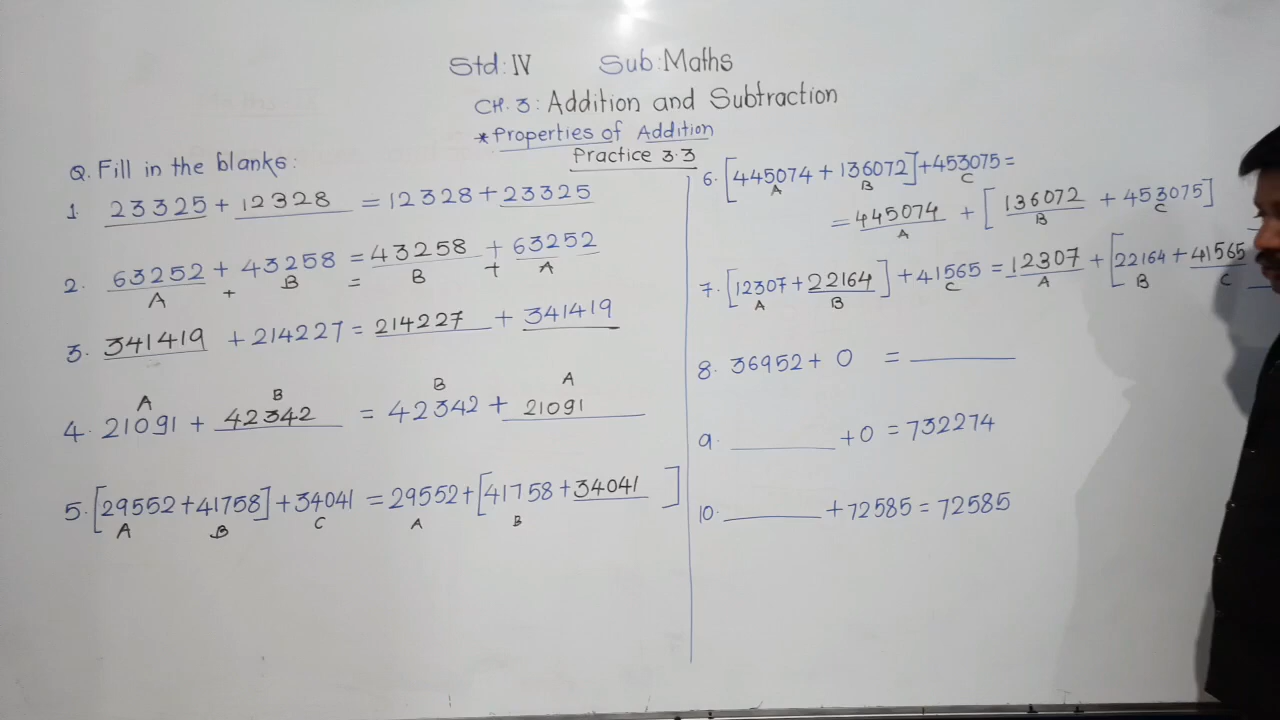 Std: IV Sub: Maths
CH. 3: Addition and Subtraction
* Properties of Addition
Practice 3.3
Q. Fill in the blanks:
1. 23325 + 12328 = 12328 + 23325
2. 63252 + 43258 = 43258 + 63252
A + B = B + A
3. 341419 + 214227 = 214227 + 341419
A B B A
4. 21091 + 42342 = 42342 + 21091
5. [29552+41758]+34041 = 29552+[41758+34041]
A B C A B
6. [445074 + 136072]+453075 =
A B C
= 445074 + [136072 + 453075]
A B C
7. [12307+22164] + 41565 = 12307 + [22164 + 41565
A B C A B C
8. 36952 + 0 = ______
9. ______ +0 = 732274
10. ______ +72585 = 72585